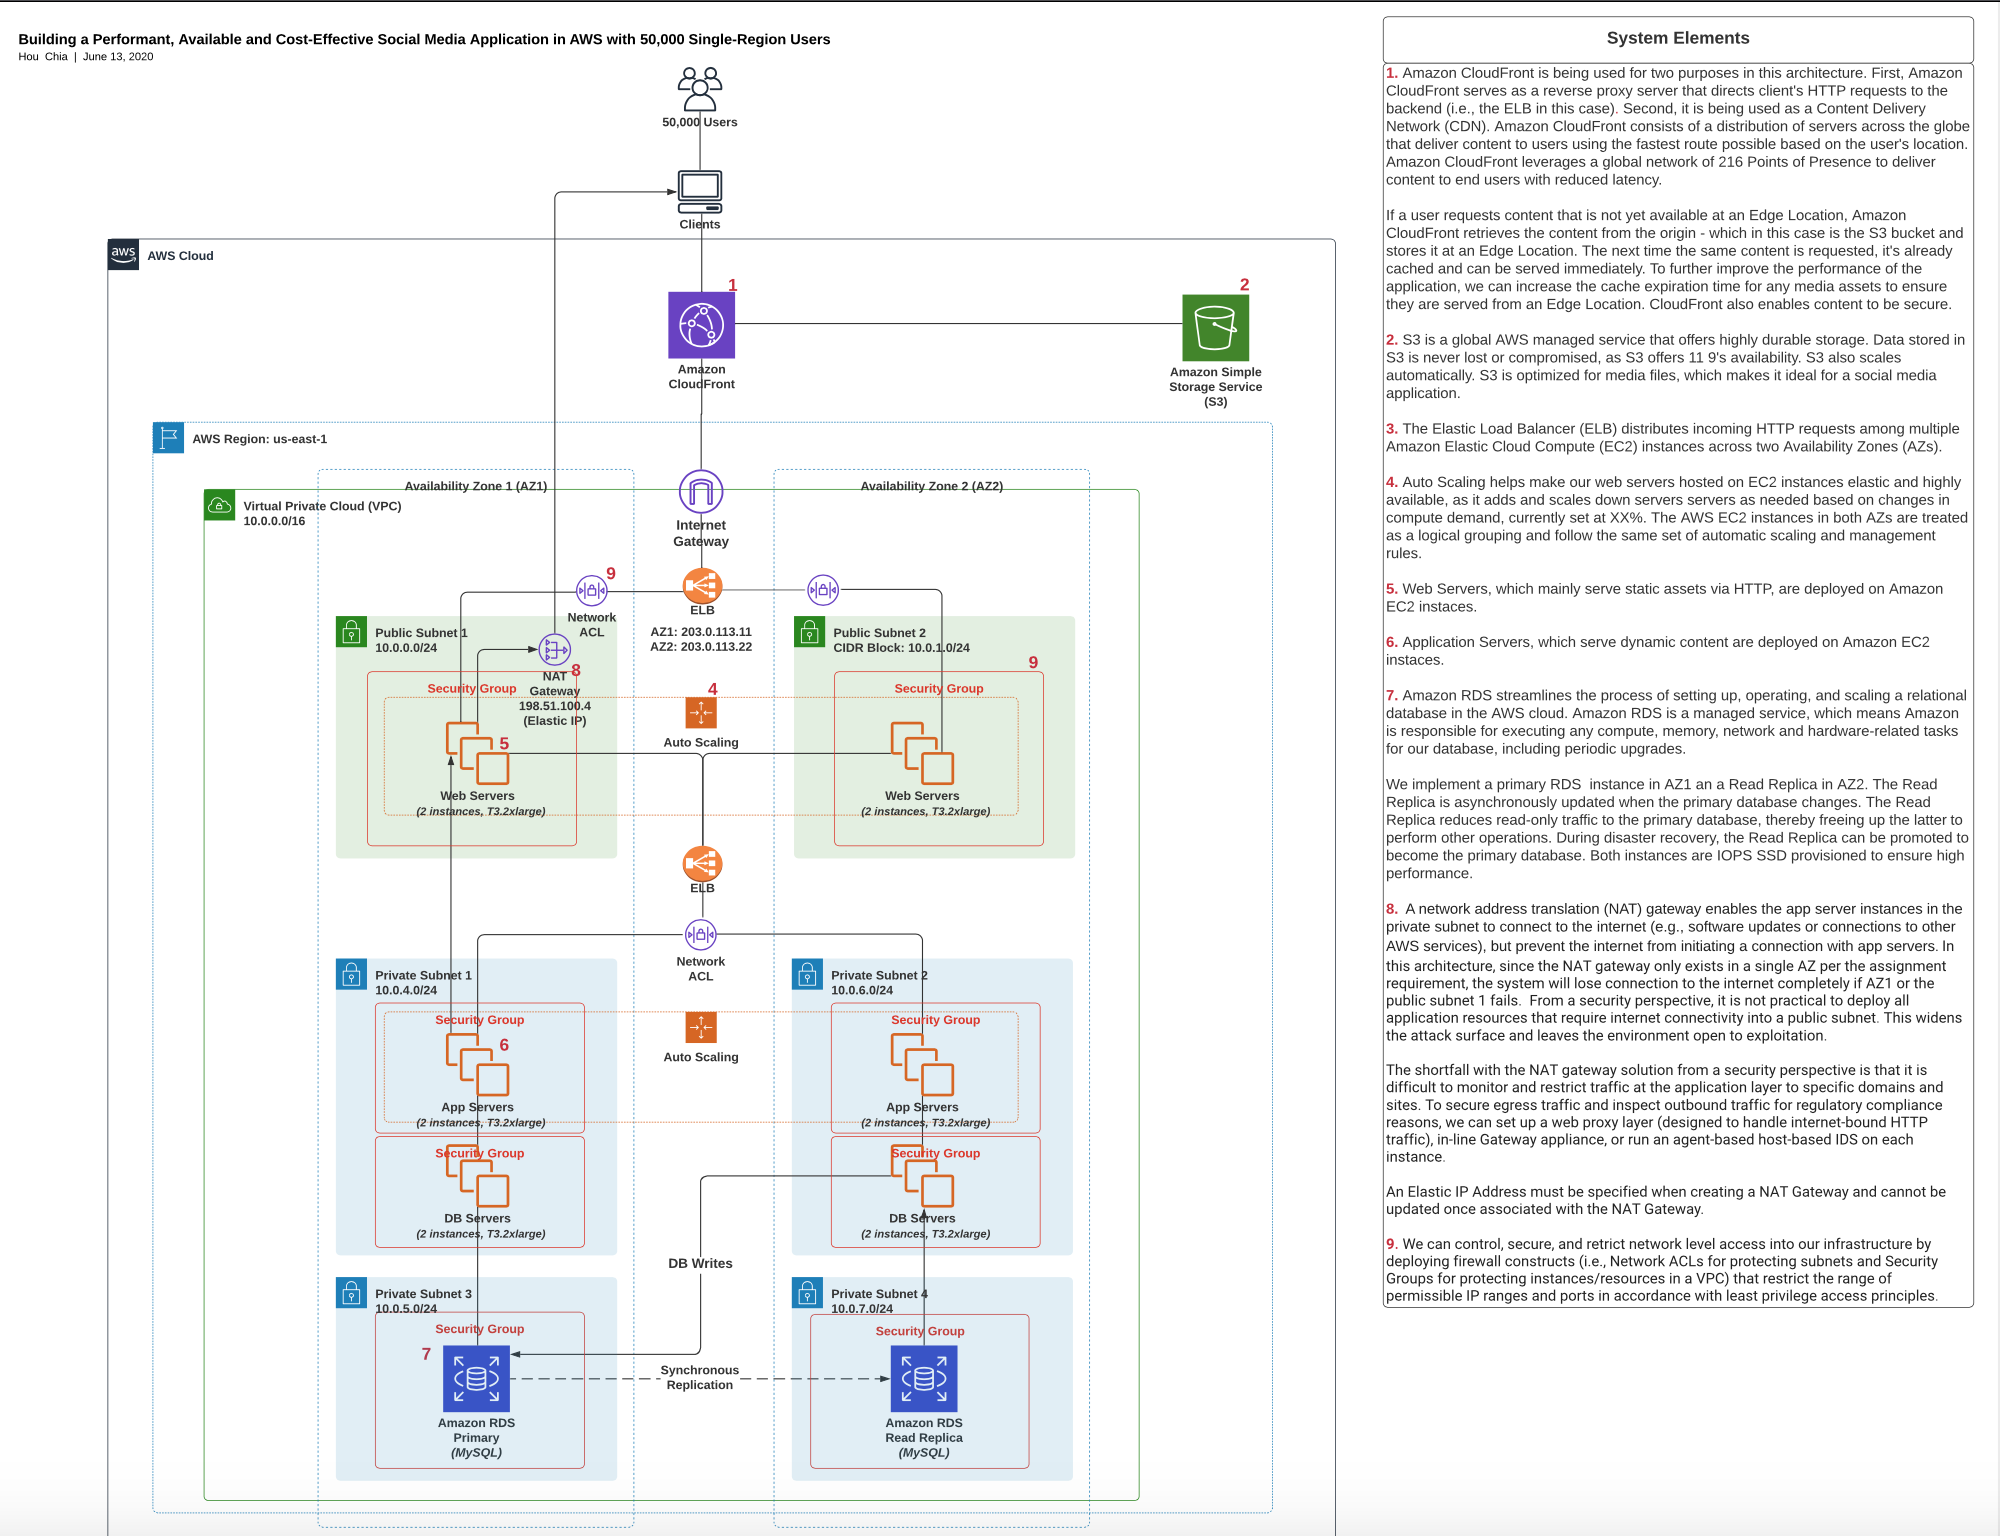 Building a Performant, Available and Cost-Effective Social Media Application in AWS with 50,000 Single-Region Users
Hou Chia | June 13, 2020
50,000 Users
Clients
aws
AWS Cloud
1
2
Amazon
CloudFront
Amazon Simple
Storage Service
(S3)
AWS Region: us-east-1
Availability Zone 1 (AZ1)
Availability Zone 2 (AZ2)
Virtual Private Cloud (VPC)
10.0.0.0/16
Internet
Gateway
9
Network
ACL
ELB
AZ1: 203.0.113.11
AZ2: 203.0.113.22
Public Subnet 1
10.0.0.0/24
Public Subnet 2
CIDR Block: 10.0.1.0/24
9
8
NAT
Gateway
198.51.100.4
(Elastic IP)
Security Group
Security Group
4
Auto Scaling
5
Web Servers
(2 instances, T3.2xlarge)
Web Servers
(2 instances, T3.2xlarge)
ELB
Network
ACL
Private Subnet 1
10.0.4.0/24
Private Subnet 2
10.0.6.0/24
Security Group
Security Group
6
Auto Scaling
App Servers
(2 instances, T3.2xlarge)
App Servers
(2 instances, T3.2xlarge)
Security Group
Security Group
DB Servers
(2 instances, T3.2xlarge)
DB Servers
(2 instances, T3.2xlarge)
DB Writes
Private Subnet 3
10.0.5.0/24
Private Subnet 4
10.0.7.0/24
Security Group
Security Group
7
Synchronous
Replication
Amazon RDS
Primary
(MySQL)
Amazon RDS
Read Replica
(MySQL)
System Elements
1. Amazon CloudFront is being used for two purposes in this architecture. First, Amazon
CloudFront serves as a reverse proxy server that directs client's HTTP requests to the
backend (i.e., the ELB in this case). Second, it is being used as a Content Delivery
Network (CDN). Amazon CloudFront consists of a distribution of servers across the globe
that deliver content to users using the fastest route possible based on the user's location.
Amazon CloudFront leverages a global network of 216 Points of Presence to deliver
content to end users with reduced latency.
If a user requests content that is not yet available at an Edge Location, Amazon
CloudFront retrieves the content from the origin - which in this case is the S3 bucket and
stores it at an Edge Location. The next time the same content is requested, it's already
cached and can be served immediately. To further improve the performance of the
application, we can increase the cache expiration time for any media assets to ensure
they are served from an Edge Location. CloudFront also enables content to be secure.
2. S3 is a global AWS managed service that offers highly durable storage. Data stored in
S3 is never lost or compromised, as S3 offers 11 9's availability. S3 also scales
automatically. S3 is optimized for media files, which makes it ideal for a social media
application.
3. The Elastic Load Balancer (ELB) distributes incoming HTTP requests among multiple
Amazon Elastic Cloud Compute (EC2) instances across two Availability Zones (AZs).
4. Auto Scaling helps make our web servers hosted on EC2 instances elastic and highly
available, as it adds and scales down servers servers as needed based on changes in
compute demand, currently set at XX%. The AWS EC2 instances in both AZs are treated
as a logical grouping and follow the same set of automatic scaling and management
rules.
5. Web Servers, which mainly serve static assets via HTTP, are deployed on Amazon
EC2 instaces.
6. Application Servers, which serve dynamic content are deployed on Amazon EC2
instaces.
7. Amazon RDS streamlines the process of setting up, operating, and scaling a relational
database in the AWS cloud. Amazon RDS is a managed service, which means Amazon
is responsible for executing any compute, memory, network and hardware-related tasks
for our database, including periodic upgrades.
We implement a primary RDS instance in AZ1 an a Read Replica in AZ2. The Read
Replica is asynchronously updated when the primary database changes. The Read
Replica reduces read-only traffic to the primary database, thereby freeing up the latter to
perform other operations. During disaster recovery, the Read Replica can be promoted to
become the primary database. Both instances are IOPS SSD provisioned to ensure high
performance.
8. A network address translation (NAT) gateway enables the app server instances in the
private subnet to connect to the internet (e.g., software updates or connections to other
AWS services), but prevent the internet from initiating a connection with app servers. In
this architecture, since the NAT gateway only exists in a single AZ per the assignment
requirement, the system will lose connection to the internet completely if AZ1 or the
public subnet 1 fails. From a security perspective, it is not practical to deploy all
application resources that require internet connectivity into a public subnet. This widens
the attack surface and leaves the environment open to exploitation.
The shortfall with the NAT gateway solution from a security perspective is that it is
difficult to monitor and restrict traffic at the application layer to specific domains and
sites. To secure egress traffic and inspect outbound traffic for regulatory compliance
reasons, we can set up a web proxy layer (designed to handle internet-bound HTTP
traffic), in-line Gateway appliance, or run an agent-based host-based IDS on each
instance.
An Elastic IP Address must be specified when creating a NAT Gateway and cannot be
updated once associated with the NAT Gateway.
9. We can control, secure, and retrict network level access into our infrastructure by
deploying firewall constructs (i.e., Network ACLs for protecting subnets and Security
Groups for protecting instances/resources in a VPC) that restrict the range of
permissible IP ranges and ports in accordance with least privilege access principles.